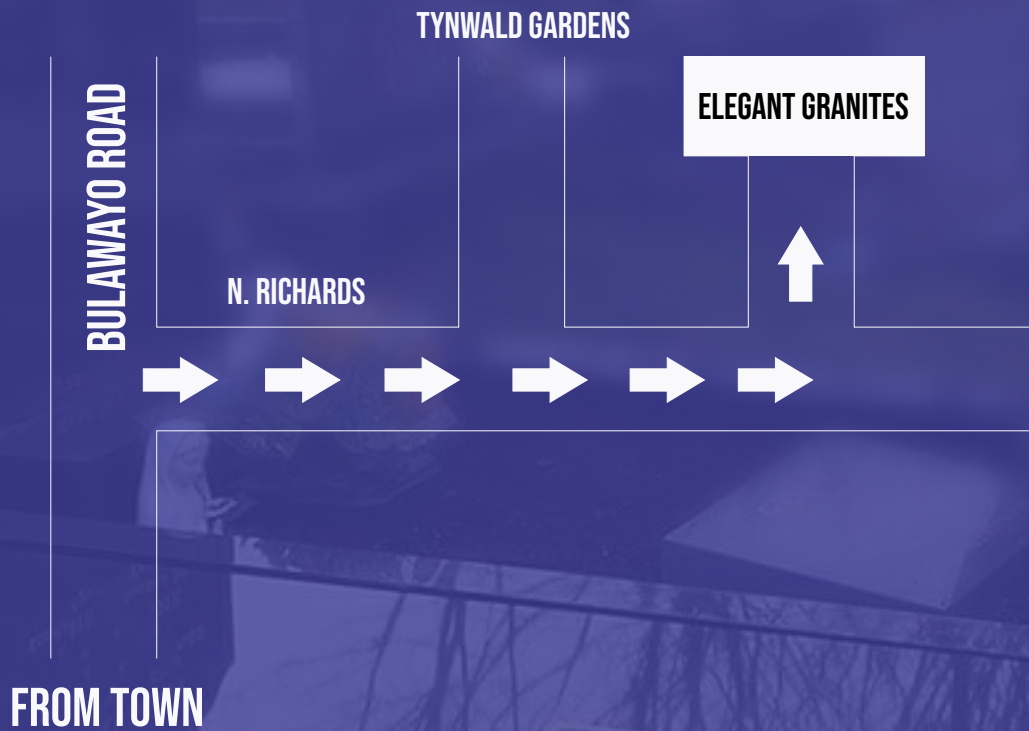 TYNWALD GARDENS
ELEGANT GRANITES
BULAWAYO ROAD
N. RICHARDS
FROM TOWN